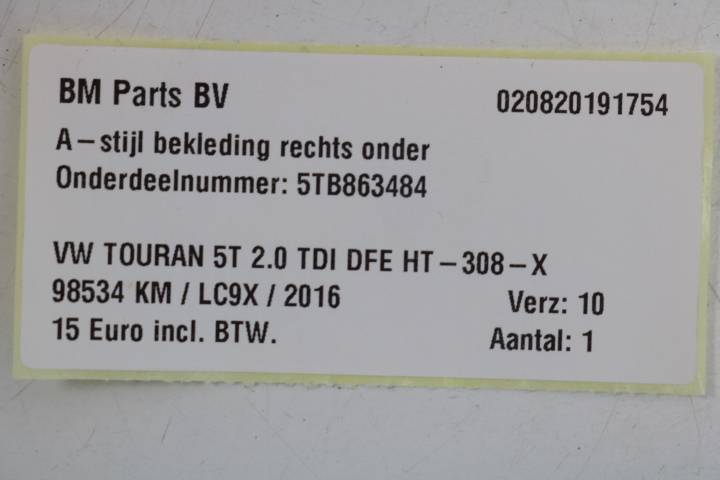 BM Parts BV 020820191754
A-stijl bekleding rechts onder
Onderdeelnummer: 5TB863484
VW TOURAN 5T 2.0 TDI DFE HT-308-X
98534 KM / LC9X / 2016 Verz: 10
15 Euro incl. BTW. Aantal: 1